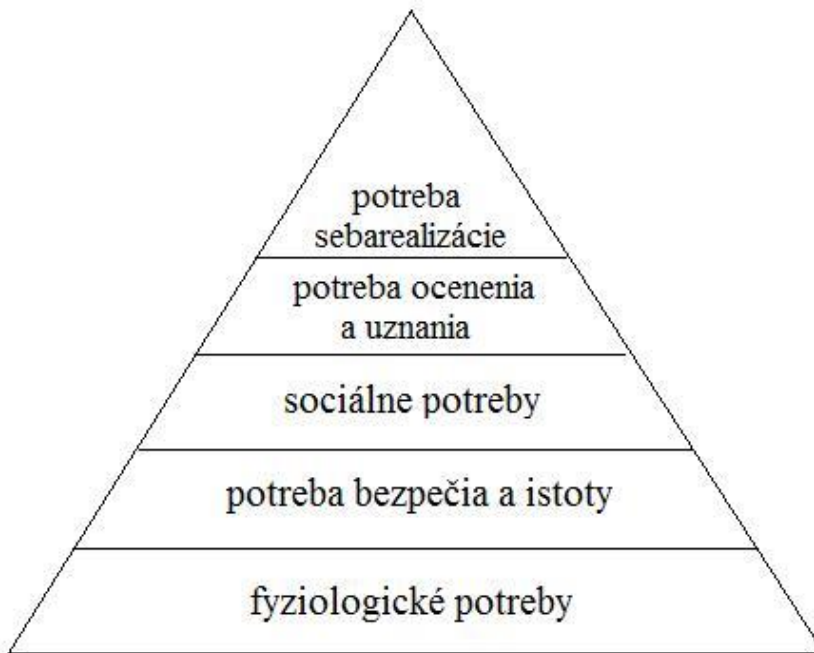 potreba
sebarealizácie
potreba ocenenia
a uznania
sociálne potreby
potreba bezpečia a istoty
fyziologické potreby